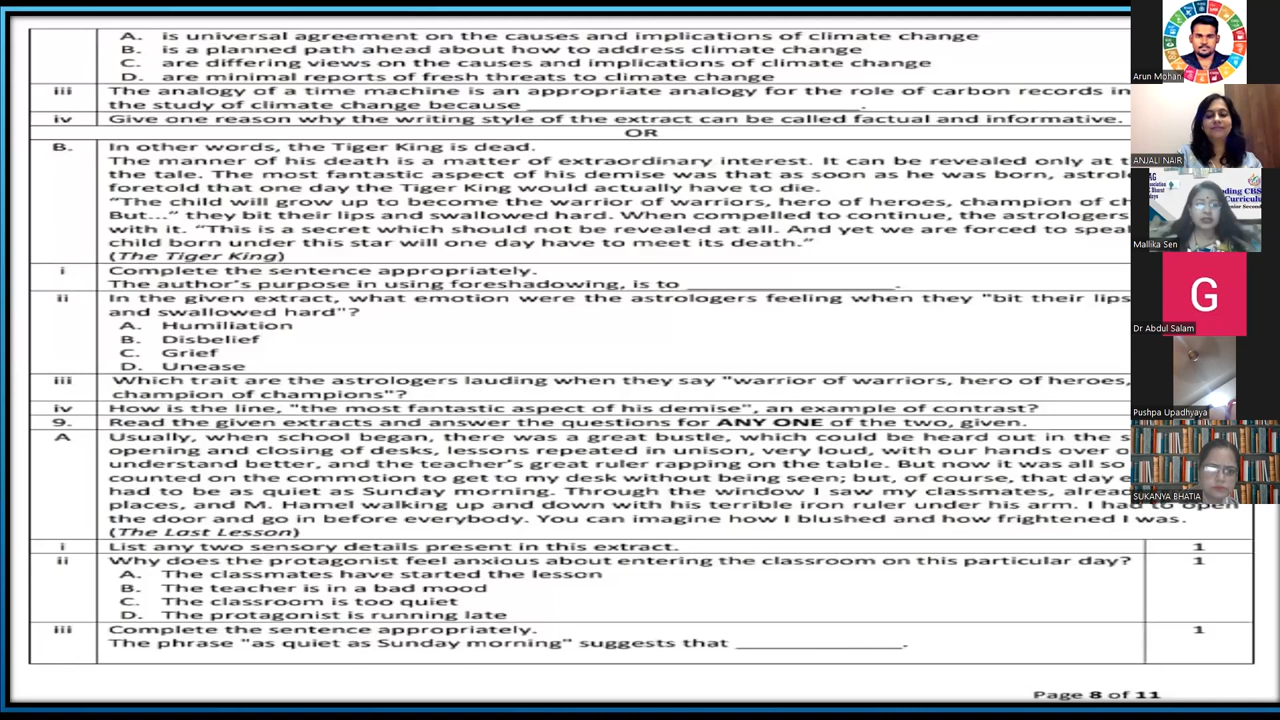 A. is universal agreement on the causes and implications of climate change
B. is a planned path ahead about how to address climate change
C. are differing views on the causes and implications of climate change
D. are minimal reports of fresh threats to climate change
iii The analogy of a time machine is an appropriate analogy for the role of carbon records in
the study of climate change because ____________________.
iv Give one reason why the writing style of the extract can be called factual and informative.
OR
B. In other words, the Tiger King is dead.
The manner of his death is a matter of extraordinary interest. It can be revealed only at
the tale. The most fantastic aspect of his demise was that as soon as he was born,
foretold that one day the Tiger King would actually have to die.
“The child will grow up to become the warrior of warriors, hero of heroes, champion of
But...” they bit their lips and swallowed hard. When compelled to continue, the astrologers
with it. “This is a secret which should not be revealed at all. And yet we are forced to
child born under this star will one day have to meet its death.”
(The Tiger King)
i Complete the sentence appropriately.
The author's purpose in using foreshadowing, is to ____________________.
ii In the given extract, what emotion were the astrologers feeling when they "bit their lips
and swallowed hard"?
A. Humiliation
B. Disbelief
C. Grief
D. Unease
iii Which trait are the astrologers lauding when they say "warrior of warriors, hero of heroes,
champion of champions"?
iv How is the line, "the most fantastic aspect of his demise", an example of contrast?
9. Read the given extracts and answer the questions for ANY ONE of the two, given.
A Usually, when school began, there was a great bustle, which could be heard out in the
opening and closing of desks, lessons repeated in unison, very loud, with our hands over
understand better, and the teacher's great ruler rapping on the table. But now it was all so
counted on the commotion to get to my desk without being seen; but, of course, that day
had to be as quiet as Sunday morning. Through the window I saw my classmates,
places, and M. Hamel walking up and down with his terrible iron ruler under his arm. I had to open
the door and go in before everybody. You can imagine how I blushed and how frightened I was.
(The Last Lesson)
i List any two sensory details present in this extract. 1
ii Why does the protagonist feel anxious about entering the classroom on this particular day? 1
A. The classmates have started the lesson
B. The teacher is in a bad mood
C. The classroom is too quiet
D. The protagonist is running late
iii Complete the sentence appropriately. 1
The phrase "as quiet as Sunday morning" suggests that ________________.
Page 8 of 11
Arun Mohan
ANJALI NAIR
Mallika Sen
G
Dr Abdul Salam
Pushpa Upadhyaya
SUKANYA BHATIA